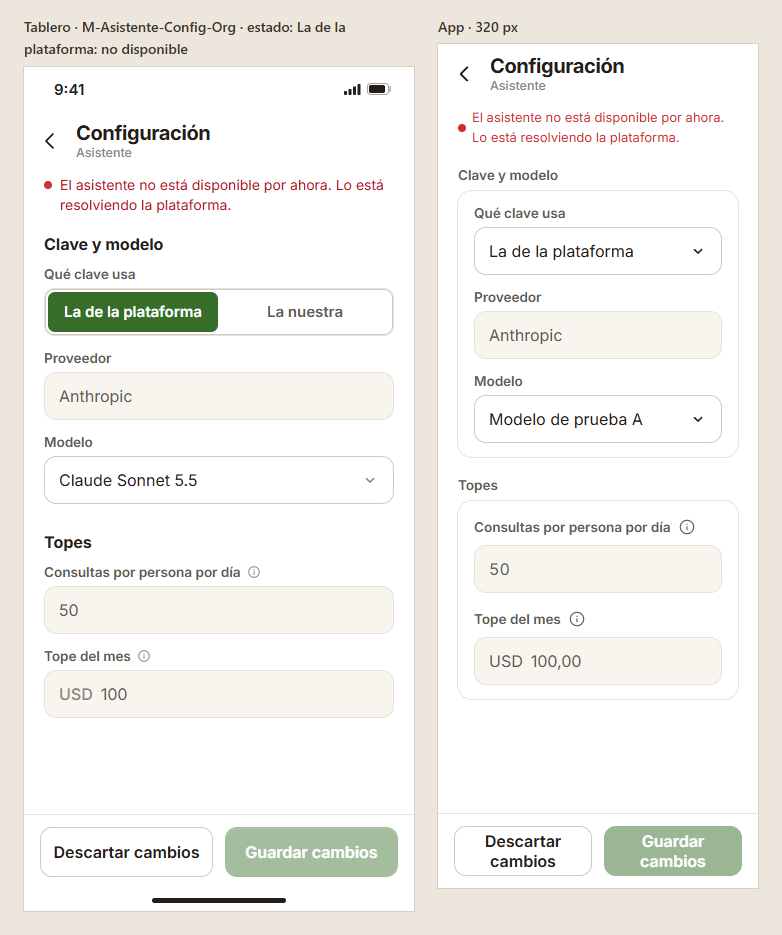 Tablero · M-Asistente-Config-Org · estado: La de la
plataforma: no disponible
9:41
Configuración
Asistente
El asistente no está disponible por ahora. Lo está
resolviendo la plataforma.
Clave y modelo
Qué clave usa
La de la plataforma
La nuestra
Proveedor
Anthropic
Modelo
Claude Sonnet 5.5
Topes
Consultas por persona por día
50
Tope del mes
USD 100
Descartar cambios
Guardar cambios
App · 320 px
Configuración
Asistente
El asistente no está disponible por ahora.
Lo está resolviendo la plataforma.
Clave y modelo
Qué clave usa
La de la plataforma
Proveedor
Anthropic
Modelo
Modelo de prueba A
Topes
Consultas por persona por día
50
Tope del mes
USD 100,00
Descartar
cambios
Guardar
cambios